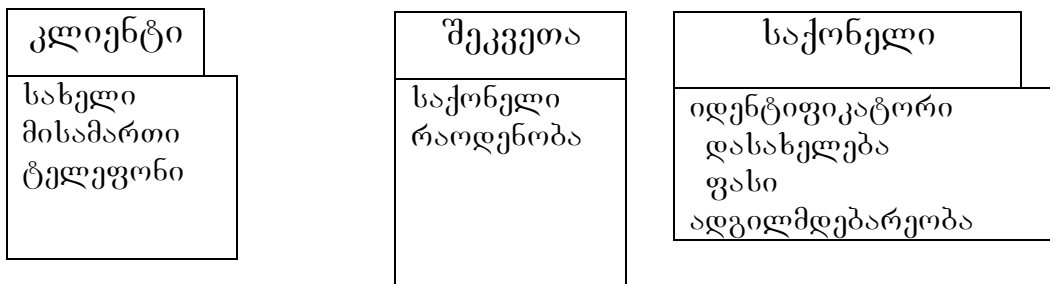 კლიენტი
სახელი
მისამართი
ტელეფონი
შეკვეთა
საქონელი
რაოდენობა
საქონელი
იდენტიფიკატორი
დასახელება
ფასი
ადგილმდებარეობა